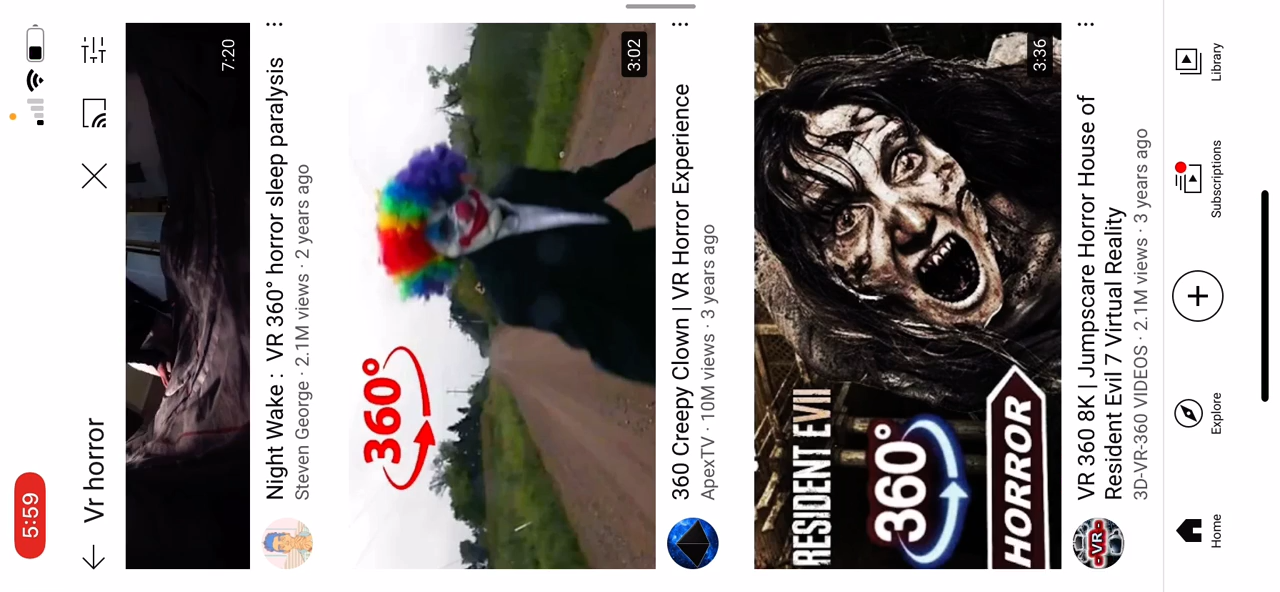 5:59
Vr horror
7:20
Night Wake : VR 360° horror sleep paralysis
Steven George · 2.1M views · 2 years ago
360°
3:02
360 Creepy Clown | VR Horror Experience
ApexTV · 10M views · 3 years ago
3:36
RESIDENT EVII
360°
HORROR
VR
VR 360 8K | Jumpscare Horror House of
Resident Evil 7 Virtual Reality
3D-VR-360 VIDEOS · 2.1M views · 3 years ago
Home
Explore
Subscriptions
Library